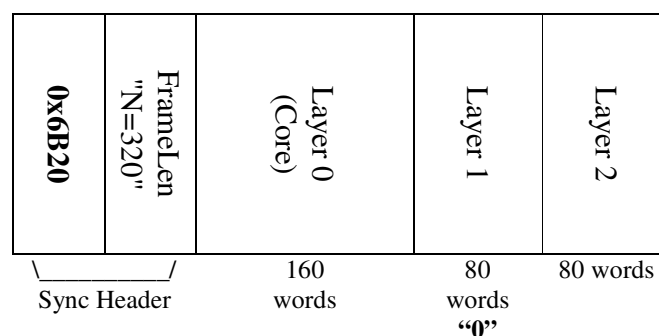 0x6B20
FrameLen
"N=320"
Layer 0
(Core)
Layer 1
Layer 2
\__________/
Sync Header
160
words
80
words
“0”
80 words